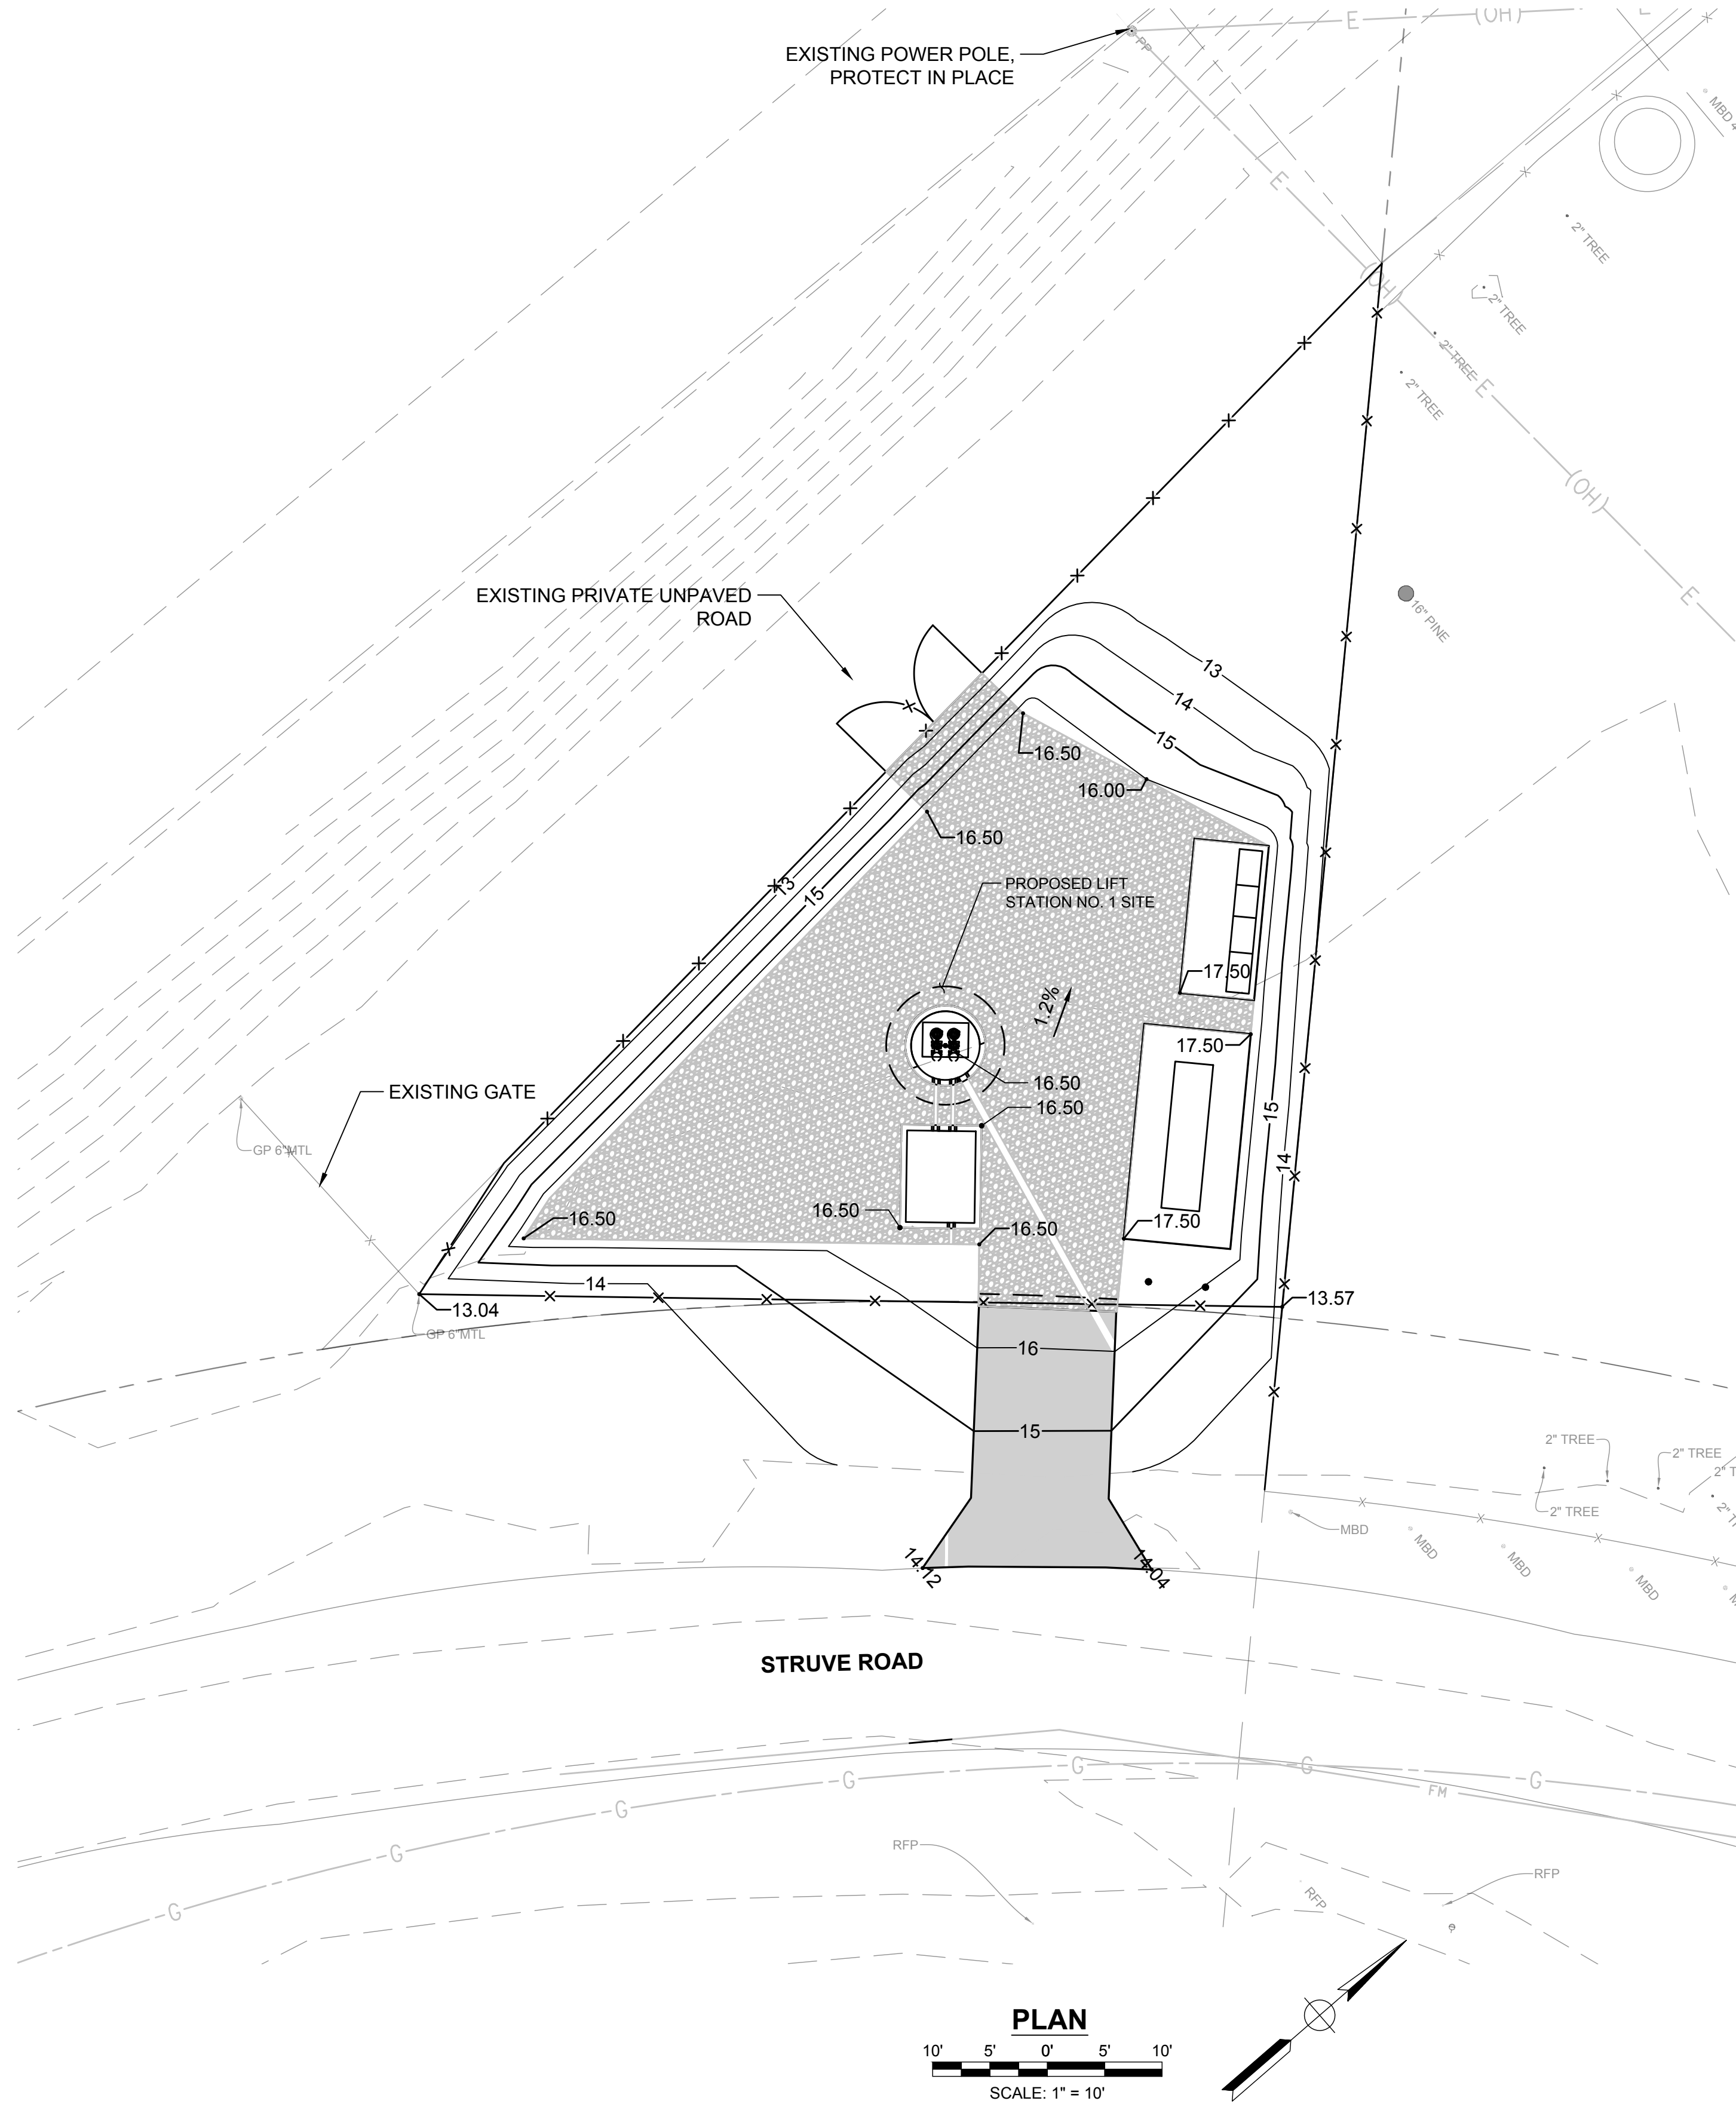 E
(OH)
EXISTING POWER POLE,
PROTECT IN PLACE
PP
E
(OH)
2" TREE
2" TREE
2" TREE
2" TREE
E
(OH)
E
16" PINE
EXISTING PRIVATE UNPAVED
ROAD
13
14
15
16.50
16.00
16.50
13
15
PROPOSED LIFT
STATION NO. 1 SITE
17.50
1.2%
17.50
16.50
16.50
EXISTING GATE
GP 6"MTL
15
14
16.50
16.50
16.50
17.50
14
13.04
13.57
GP 6"MTL
16
15
2" TREE
2" TREE
2" TREE
MBD
MBD
MBD
MBD
14.12
14.04
STRUVE ROAD
G
G
G
G
G
G
FM
RFP
RFP
RFP
PLAN
10' 5' 0' 5' 10'
SCALE: 1" = 10'